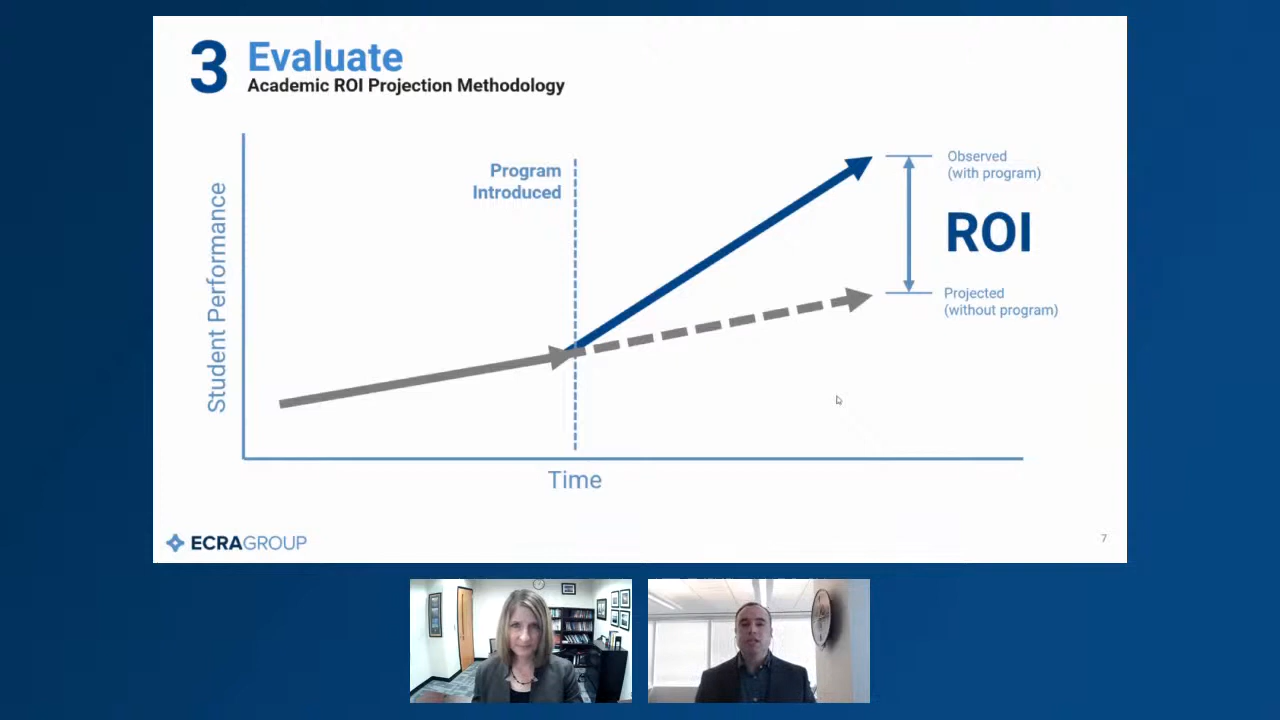 3
Evaluate
Academic ROI Projection Methodology
Program
Introduced
Observed
(with program)
ROI
Projected
(without program)
Student Performance
Time
ECRAGROUP
7